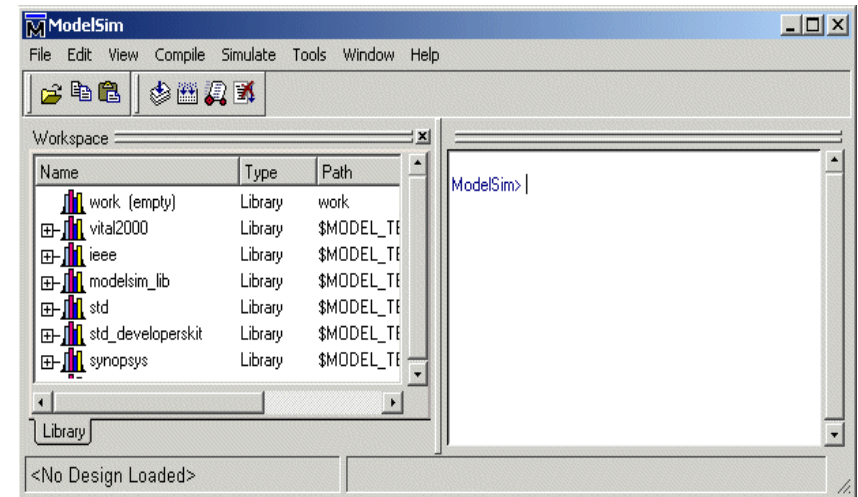 ModelSim
File Edit View Compile Simulate Tools Window Help
Workspace
Name Type Path
work (empty) Library work
vital2000 Library $MODEL_TE
ieee Library $MODEL_TE
modelsim_lib Library $MODEL_TE
std Library $MODEL_TE
std_developerskit Library $MODEL_TE
synopsys Library $MODEL_TE
Library
ModelSim>
<No Design Loaded>